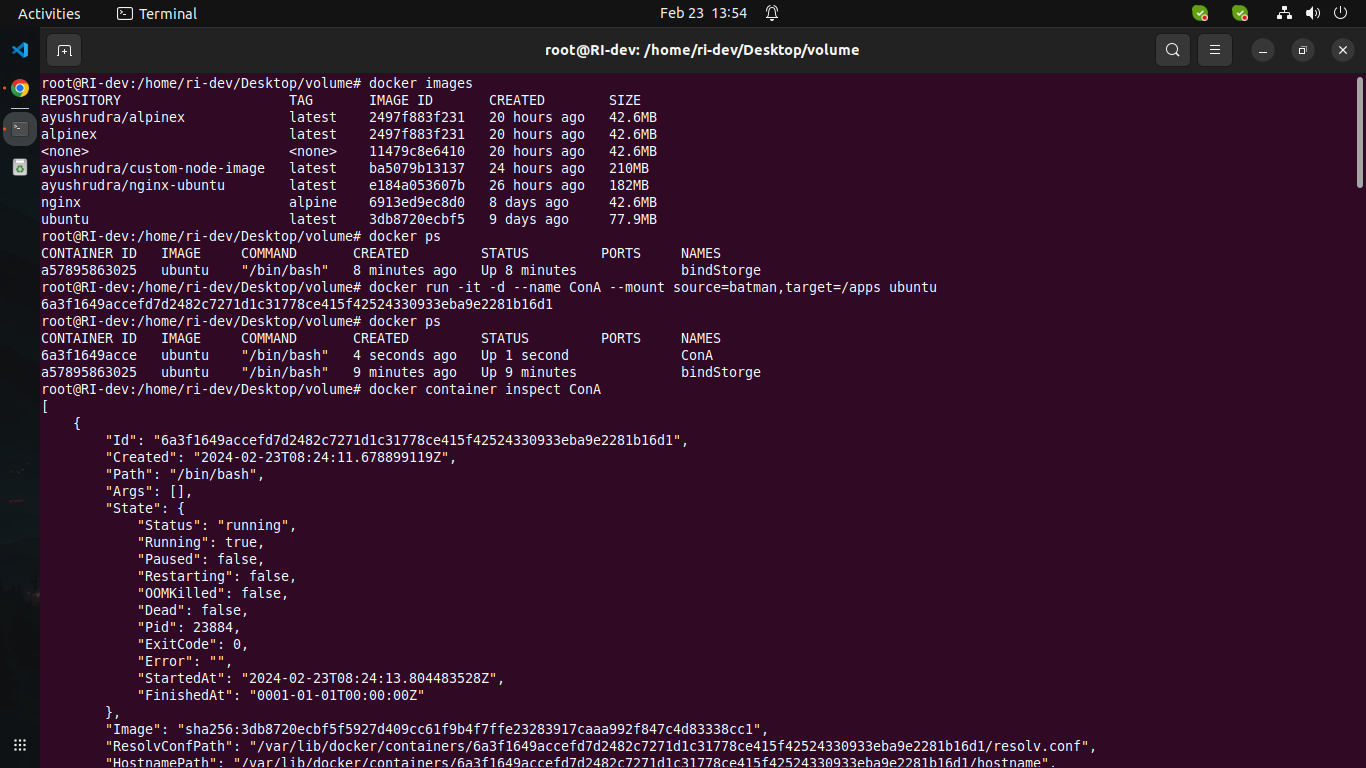 Activities Terminal Feb 23 13:54
root@RI-dev: /home/ri-dev/Desktop/volume
root@RI-dev:/home/ri-dev/Desktop/volume# docker images
REPOSITORY                     TAG       IMAGE ID       CREATED        SIZE
ayushrudra/alpinex             latest    2497f883f231   20 hours ago   42.6MB
alpinex                        latest    2497f883f231   20 hours ago   42.6MB
<none>                         <none>    11479c8e6410   20 hours ago   42.6MB
ayushrudra/custom-node-image   latest    ba5079b13137   24 hours ago   210MB
ayushrudra/nginx-ubuntu        latest    e184a053607b   26 hours ago   182MB
nginx                          alpine    6913ed9ec8d0   8 days ago     42.6MB
ubuntu                         latest    3db8720ecbf5   9 days ago     77.9MB
root@RI-dev:/home/ri-dev/Desktop/volume# docker ps
CONTAINER ID   IMAGE     COMMAND       CREATED         STATUS         PORTS     NAMES
a57895863025   ubuntu    "/bin/bash"   8 minutes ago   Up 8 minutes             bindStorge
root@RI-dev:/home/ri-dev/Desktop/volume# docker run -it -d --name ConA --mount source=batman,target=/apps ubuntu
6a3f1649accefd7d2482c7271d1c31778ce415f42524330933eba9e2281b16d1
root@RI-dev:/home/ri-dev/Desktop/volume# docker ps
CONTAINER ID   IMAGE     COMMAND       CREATED         STATUS         PORTS     NAMES
6a3f1649acce   ubuntu    "/bin/bash"   4 seconds ago   Up 1 second              ConA
a57895863025   ubuntu    "/bin/bash"   9 minutes ago   Up 9 minutes             bindStorge
root@RI-dev:/home/ri-dev/Desktop/volume# docker container inspect ConA
[
    {
        "Id": "6a3f1649accefd7d2482c7271d1c31778ce415f42524330933eba9e2281b16d1",
        "Created": "2024-02-23T08:24:11.678899119Z",
        "Path": "/bin/bash",
        "Args": [],
        "State": {
            "Status": "running",
            "Running": true,
            "Paused": false,
            "Restarting": false,
            "OOMKilled": false,
            "Dead": false,
            "Pid": 23884,
            "ExitCode": 0,
            "Error": "",
            "StartedAt": "2024-02-23T08:24:13.804483528Z",
            "FinishedAt": "0001-01-01T00:00:00Z"
        },
        "Image": "sha256:3db8720ecbf5f5927d409cc61f9b4f7ffe23283917caaa992f847c4d83338cc1",
        "ResolvConfPath": "/var/lib/docker/containers/6a3f1649accefd7d2482c7271d1c31778ce415f42524330933eba9e2281b16d1/resolv.conf",
        "HostnamePath": "/var/lib/docker/containers/6a3f1649accefd7d2482c7271d1c31778ce415f42524330933eba9e2281b16d1/hostname",